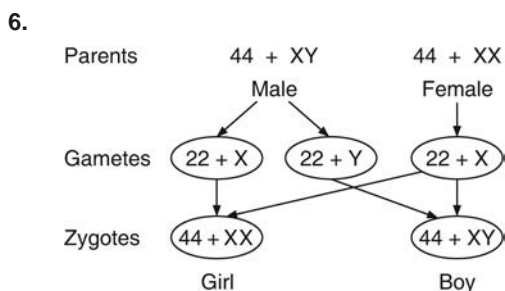 6.
Parents 44 + XY 44 + XX
Male Female
Gametes 22 + X 22 + Y 22 + X
Zygotes 44 + XX 44 + XY
Girl Boy